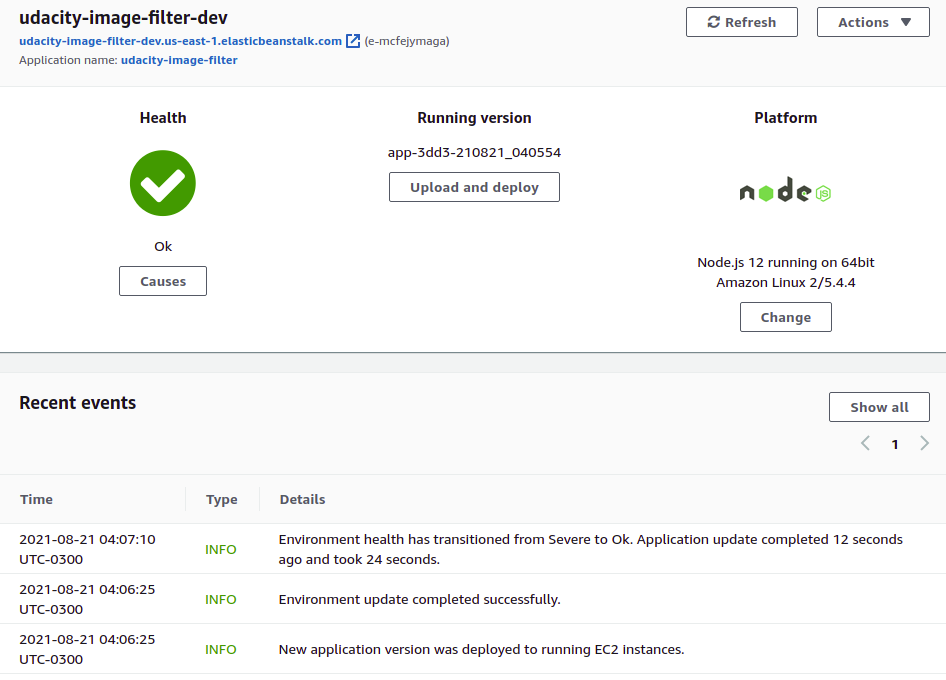 udacity-image-filter-dev
Refresh
Actions
udacity-image-filter-dev.us-east-1.elasticbeanstalk.com (e-mcfejymaga)
Application name: udacity-image-filter
Health
Running version
Platform
app-3dd3-210821_040554
Upload and deploy
node
JS
Ok
Causes
Node.js 12 running on 64bit
Amazon Linux 2/5.4.4
Change
Recent events
Show all
1
Time Type Details
2021-08-21 04:07:10
UTC-0300
INFO
Environment health has transitioned from Severe to Ok. Application update completed 12 seconds
ago and took 24 seconds.
2021-08-21 04:06:25
UTC-0300
INFO
Environment update completed successfully.
2021-08-21 04:06:25
UTC-0300
INFO
New application version was deployed to running EC2 instances.